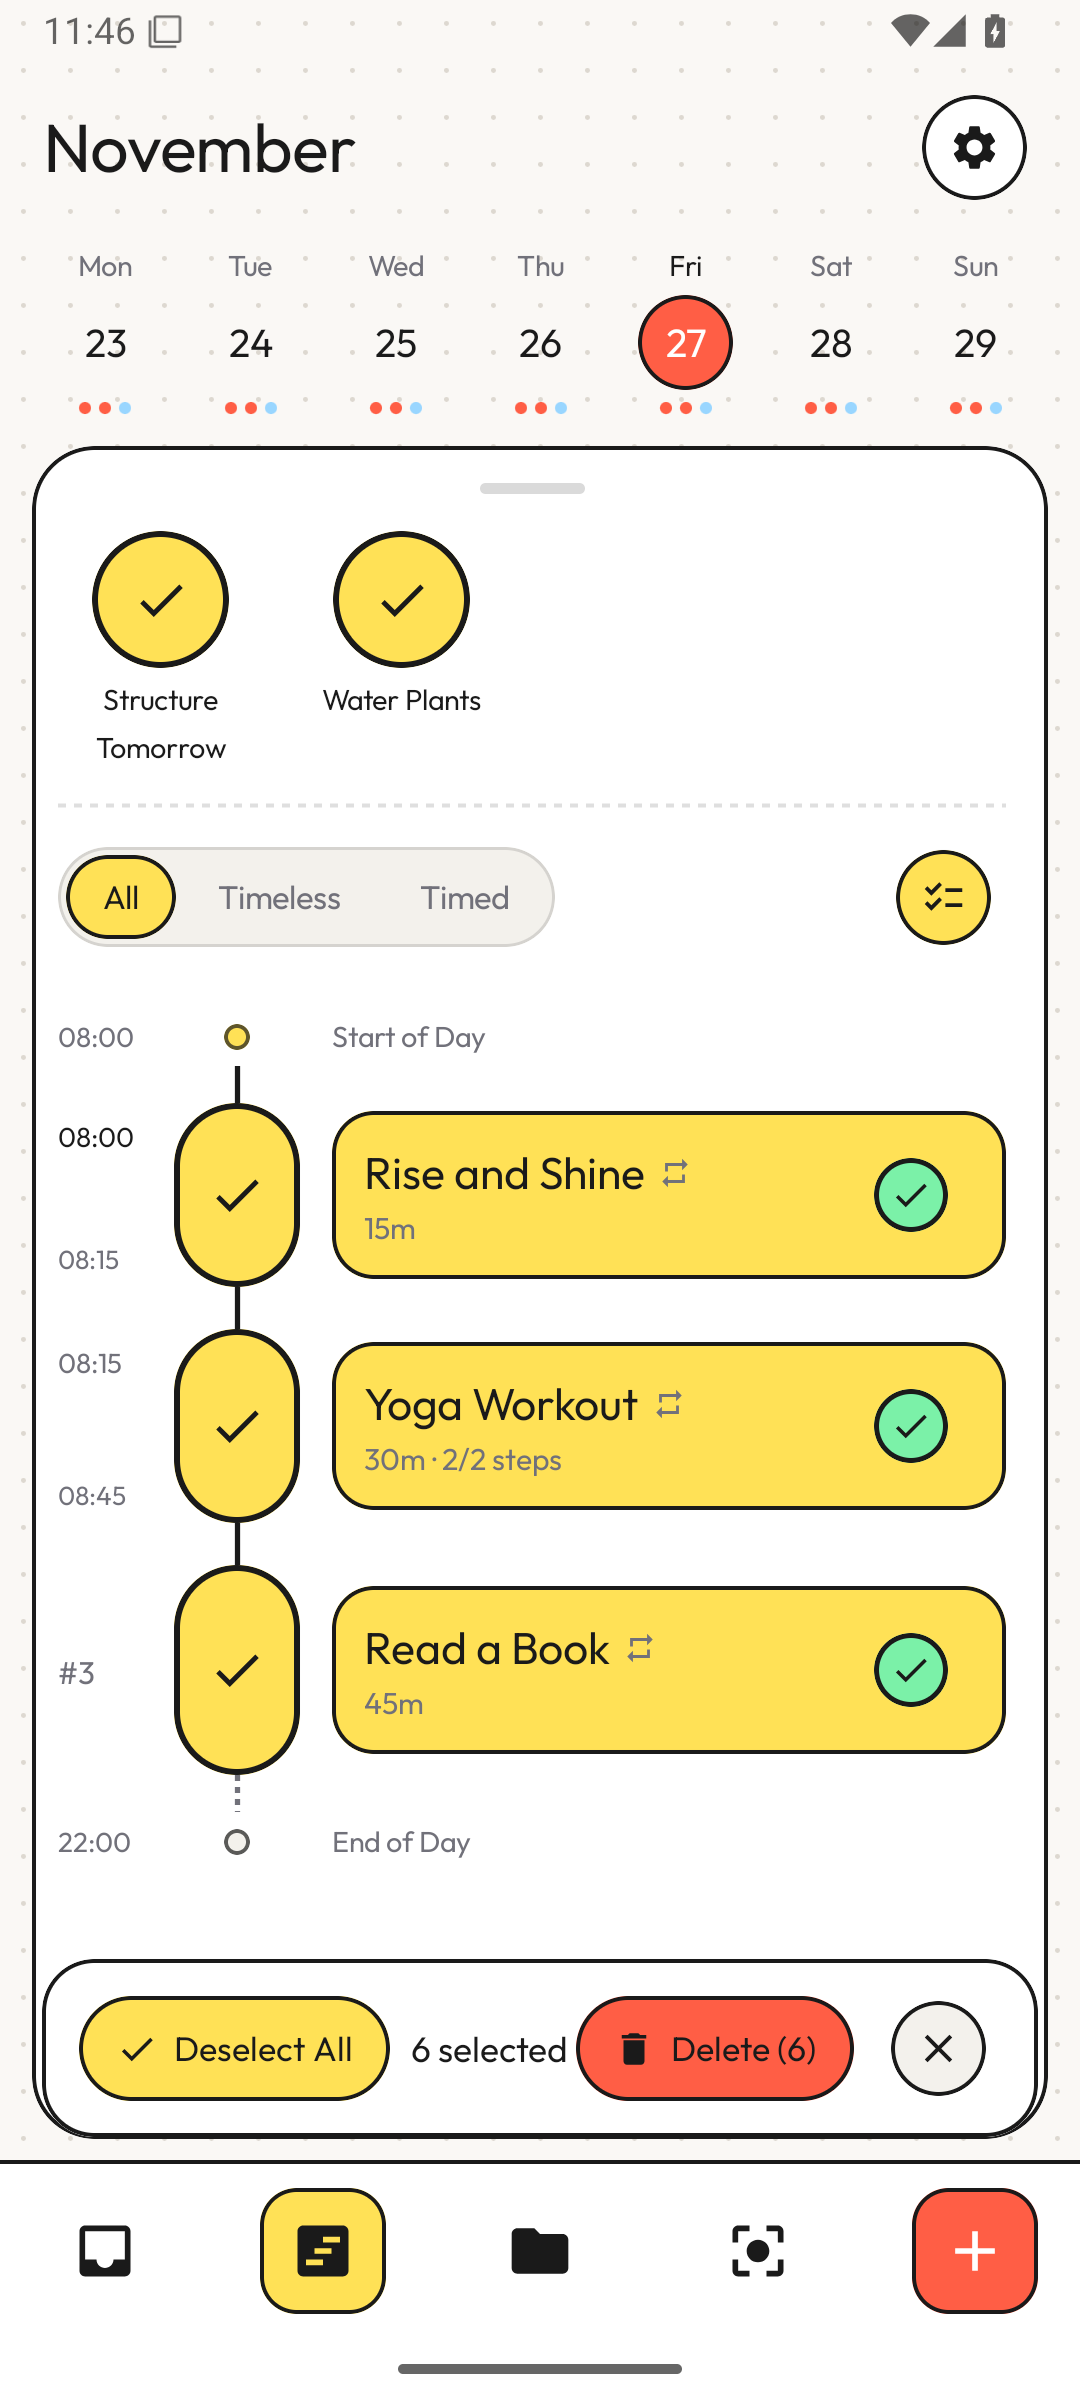 11:46
November
Mon Tue Wed Thu Fri Sat Sun
23 24 25 26 27 28 29
Structure
Tomorrow
Water Plants
All Timeless Timed
08:00 Start of Day
08:00
Rise and Shine
15m
08:15
08:15
Yoga Workout
30m · 2/2 steps
08:45
Read a Book
#3
45m
22:00 End of Day
Deselect All 6 selected Delete (6)